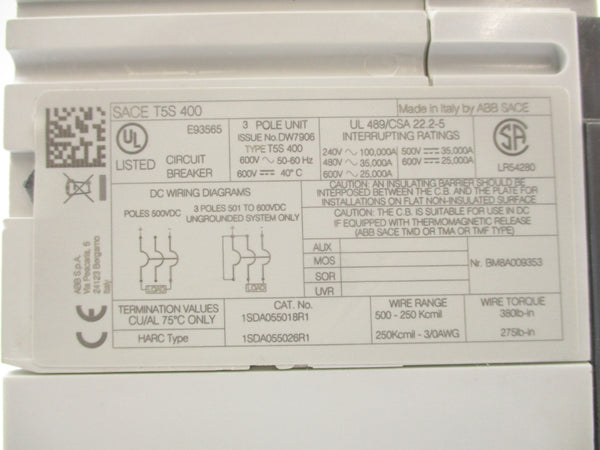 SACE T5S 400
Made in Italy by ABB SACE
UL
LISTED
E93565
CIRCUIT
BREAKER
3 POLE UNIT
ISSUE No. DW7906
TYPE T5S 400
600V ~ 50-60 Hz
600V ⎓ 40° C
UL 489/CSA 22.2-5
INTERRUPTING RATINGS
240V ~ 100,000A
480V ~ 35,000A
600V ~ 25,000A
500V ⎓ 35,000A
600V ⎓ 25,000A
SA
LR54280
DC WIRING DIAGRAMS
POLES 500VDC
3 POLES 501 TO 600VDC
UNGROUNDED SYSTEM ONLY
LOAD
LOAD
CAUTION: AN INSULATING BARRIER SHOULD BE
INTERPOSED BETWEEN THE C.B. AND THE PLATE FOR
INSTALLATIONS ON FLAT NON-INSULATED SURFACE
CAUTION: THE C.B. IS SUITABLE FOR USE IN DC
IF EQUIPPED WITH THERMOMAGNETIC RELEASE
(ABB SACE TMD OR TMA OR TMF TYPE)
AUX
MOS
SOR
UVR
Nr. BM8A009353
ABB S.p.A.
Via Pescaria, 5
24123 Bergamo
Italy
CE
TERMINATION VALUES
CU/AL 75°C ONLY
CAT. No.
1SDA055018R1
WIRE RANGE
500 - 250 Kcmil
WIRE TORQUE
380lb-in
HARC Type
1SDA055026R1
250Kcmil - 3/0AWG
275lb-in